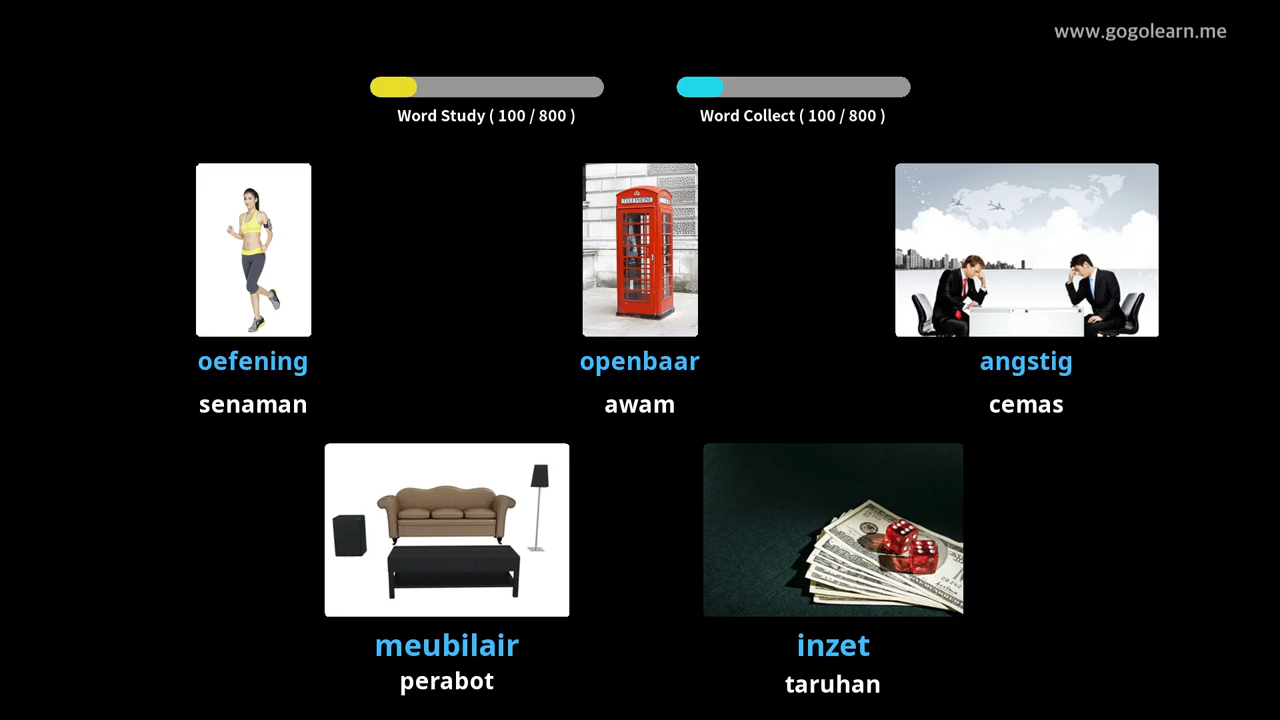 www.gogolearn.me
Word Study ( 100 / 800 )
Word Collect ( 100 / 800 )
TELEPHONE
oefening
openbaar
angstig
senaman
awam
cemas
meubilair
inzet
perabot
taruhan